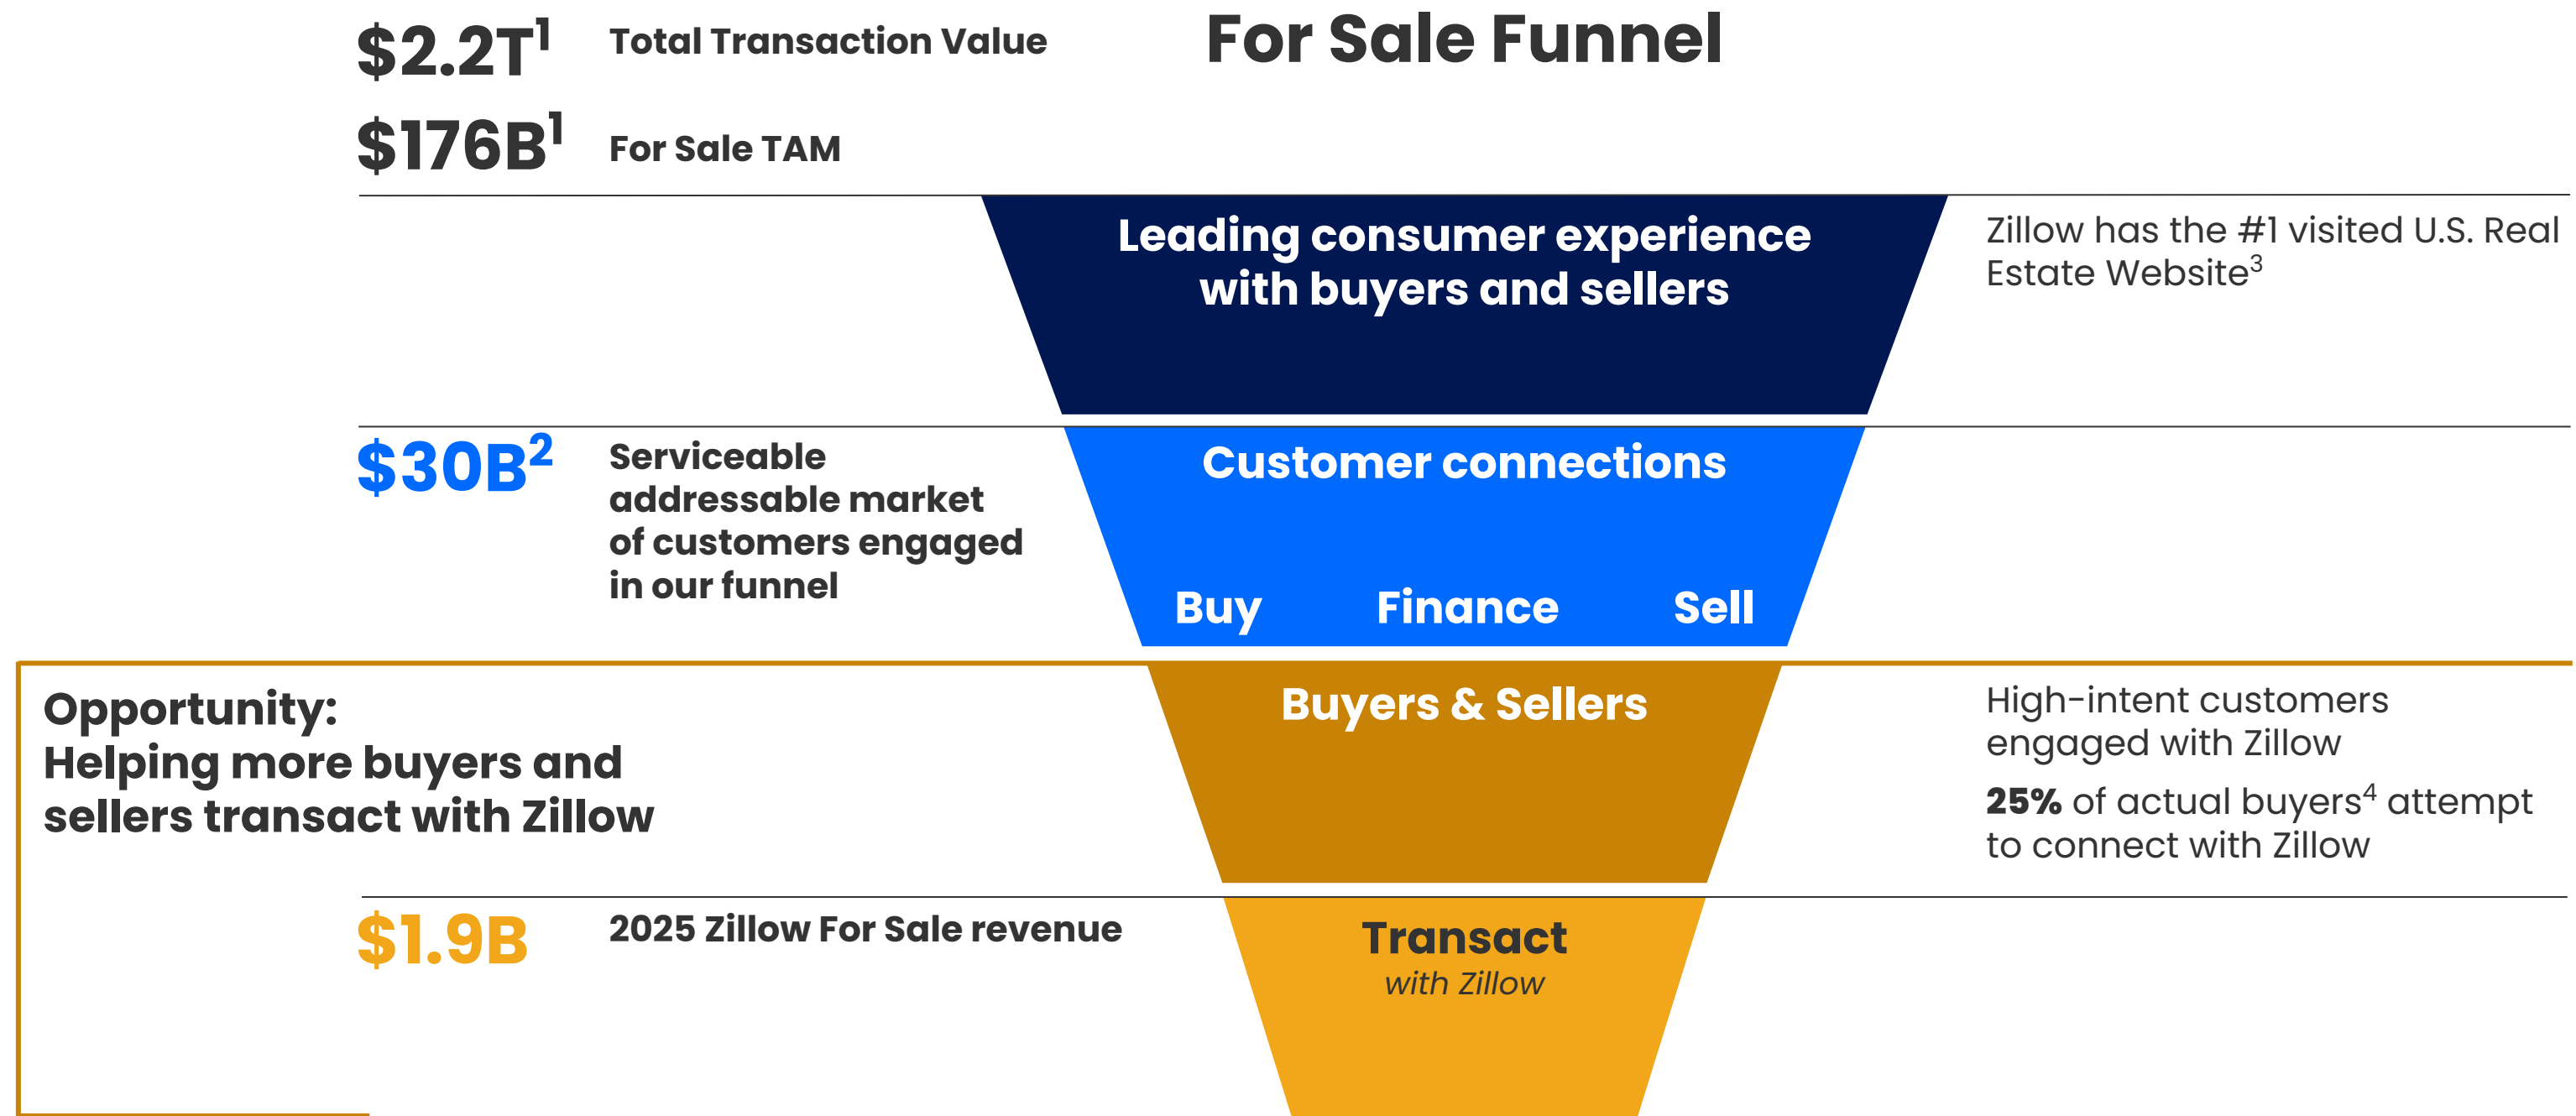 For Sale Funnel
$2.2T¹ Total Transaction Value
$176B¹ For Sale TAM
Leading consumer experience
with buyers and sellers
Zillow has the #1 visited U.S. Real
Estate Website³
$30B²
Serviceable
addressable market
of customers engaged
in our funnel
Customer connections
Buy Finance Sell
Opportunity:
Helping more buyers and
sellers transact with Zillow
Buyers & Sellers
High-intent customers
engaged with Zillow
25% of actual buyers⁴ attempt
to connect with Zillow
$1.9B 2025 Zillow For Sale revenue
Transact
with Zillow